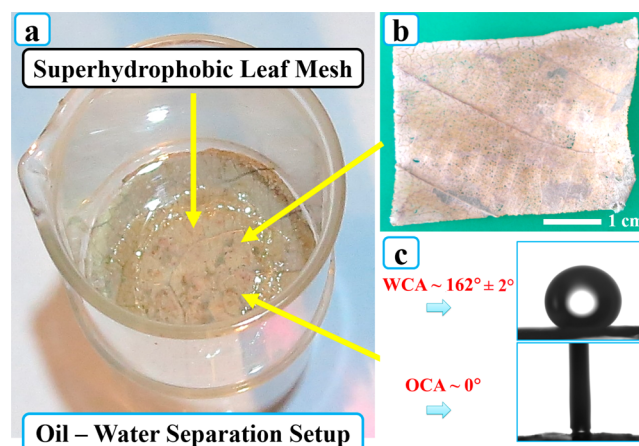 a
Superhydrophobic Leaf Mesh
Oil – Water Separation Setup
b
1 cm
c
WCA ~ 162° ± 2°
OCA ~ 0°